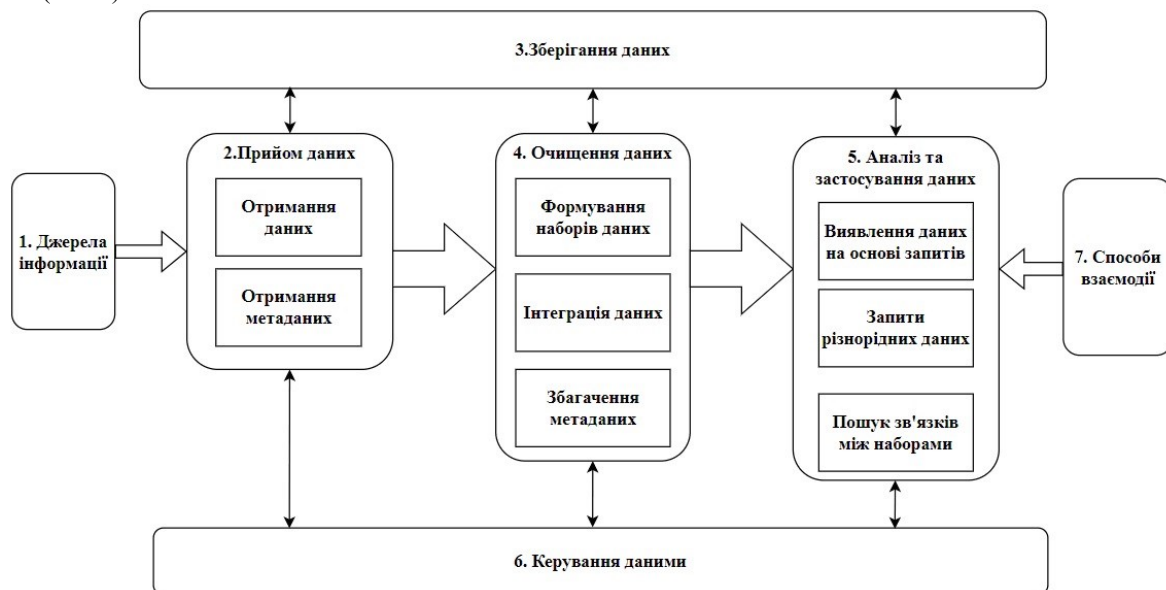 3.Зберігання даних
2.Прийом даних
Отримання
даних
Отримання
метаданих
4. Очищення даних
Формування
наборів даних
Інтеграція даних
Збагачення
метаданих
5. Аналіз та
застосування даних
Виявлення даних
на основі запитів
Запити
різнорідних даних
Пошук зв'язків
між наборами
1. Джерела
інформації
7. Способи
взаємодії
6. Керування даними